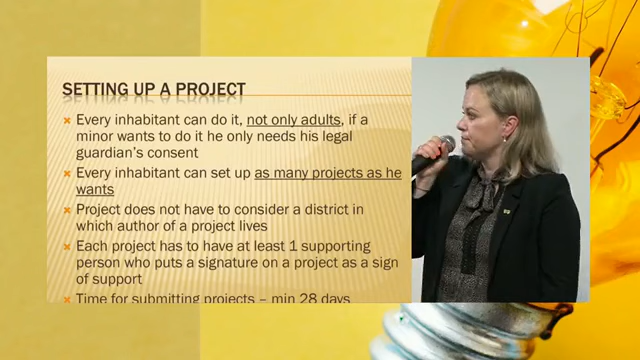 SETTING UP A PROJECT
Every inhabitant can do it, not only adults, if a
minor wants to do it he only needs his legal
guardian's consent
Every inhabitant can set up as many projects as he
wants
Project does not have to consider a district in
which author of a project lives
Each project has to have at least 1 supporting
person who puts a signature on a project as a sign
of support
Time for submitting projects – min 28 days